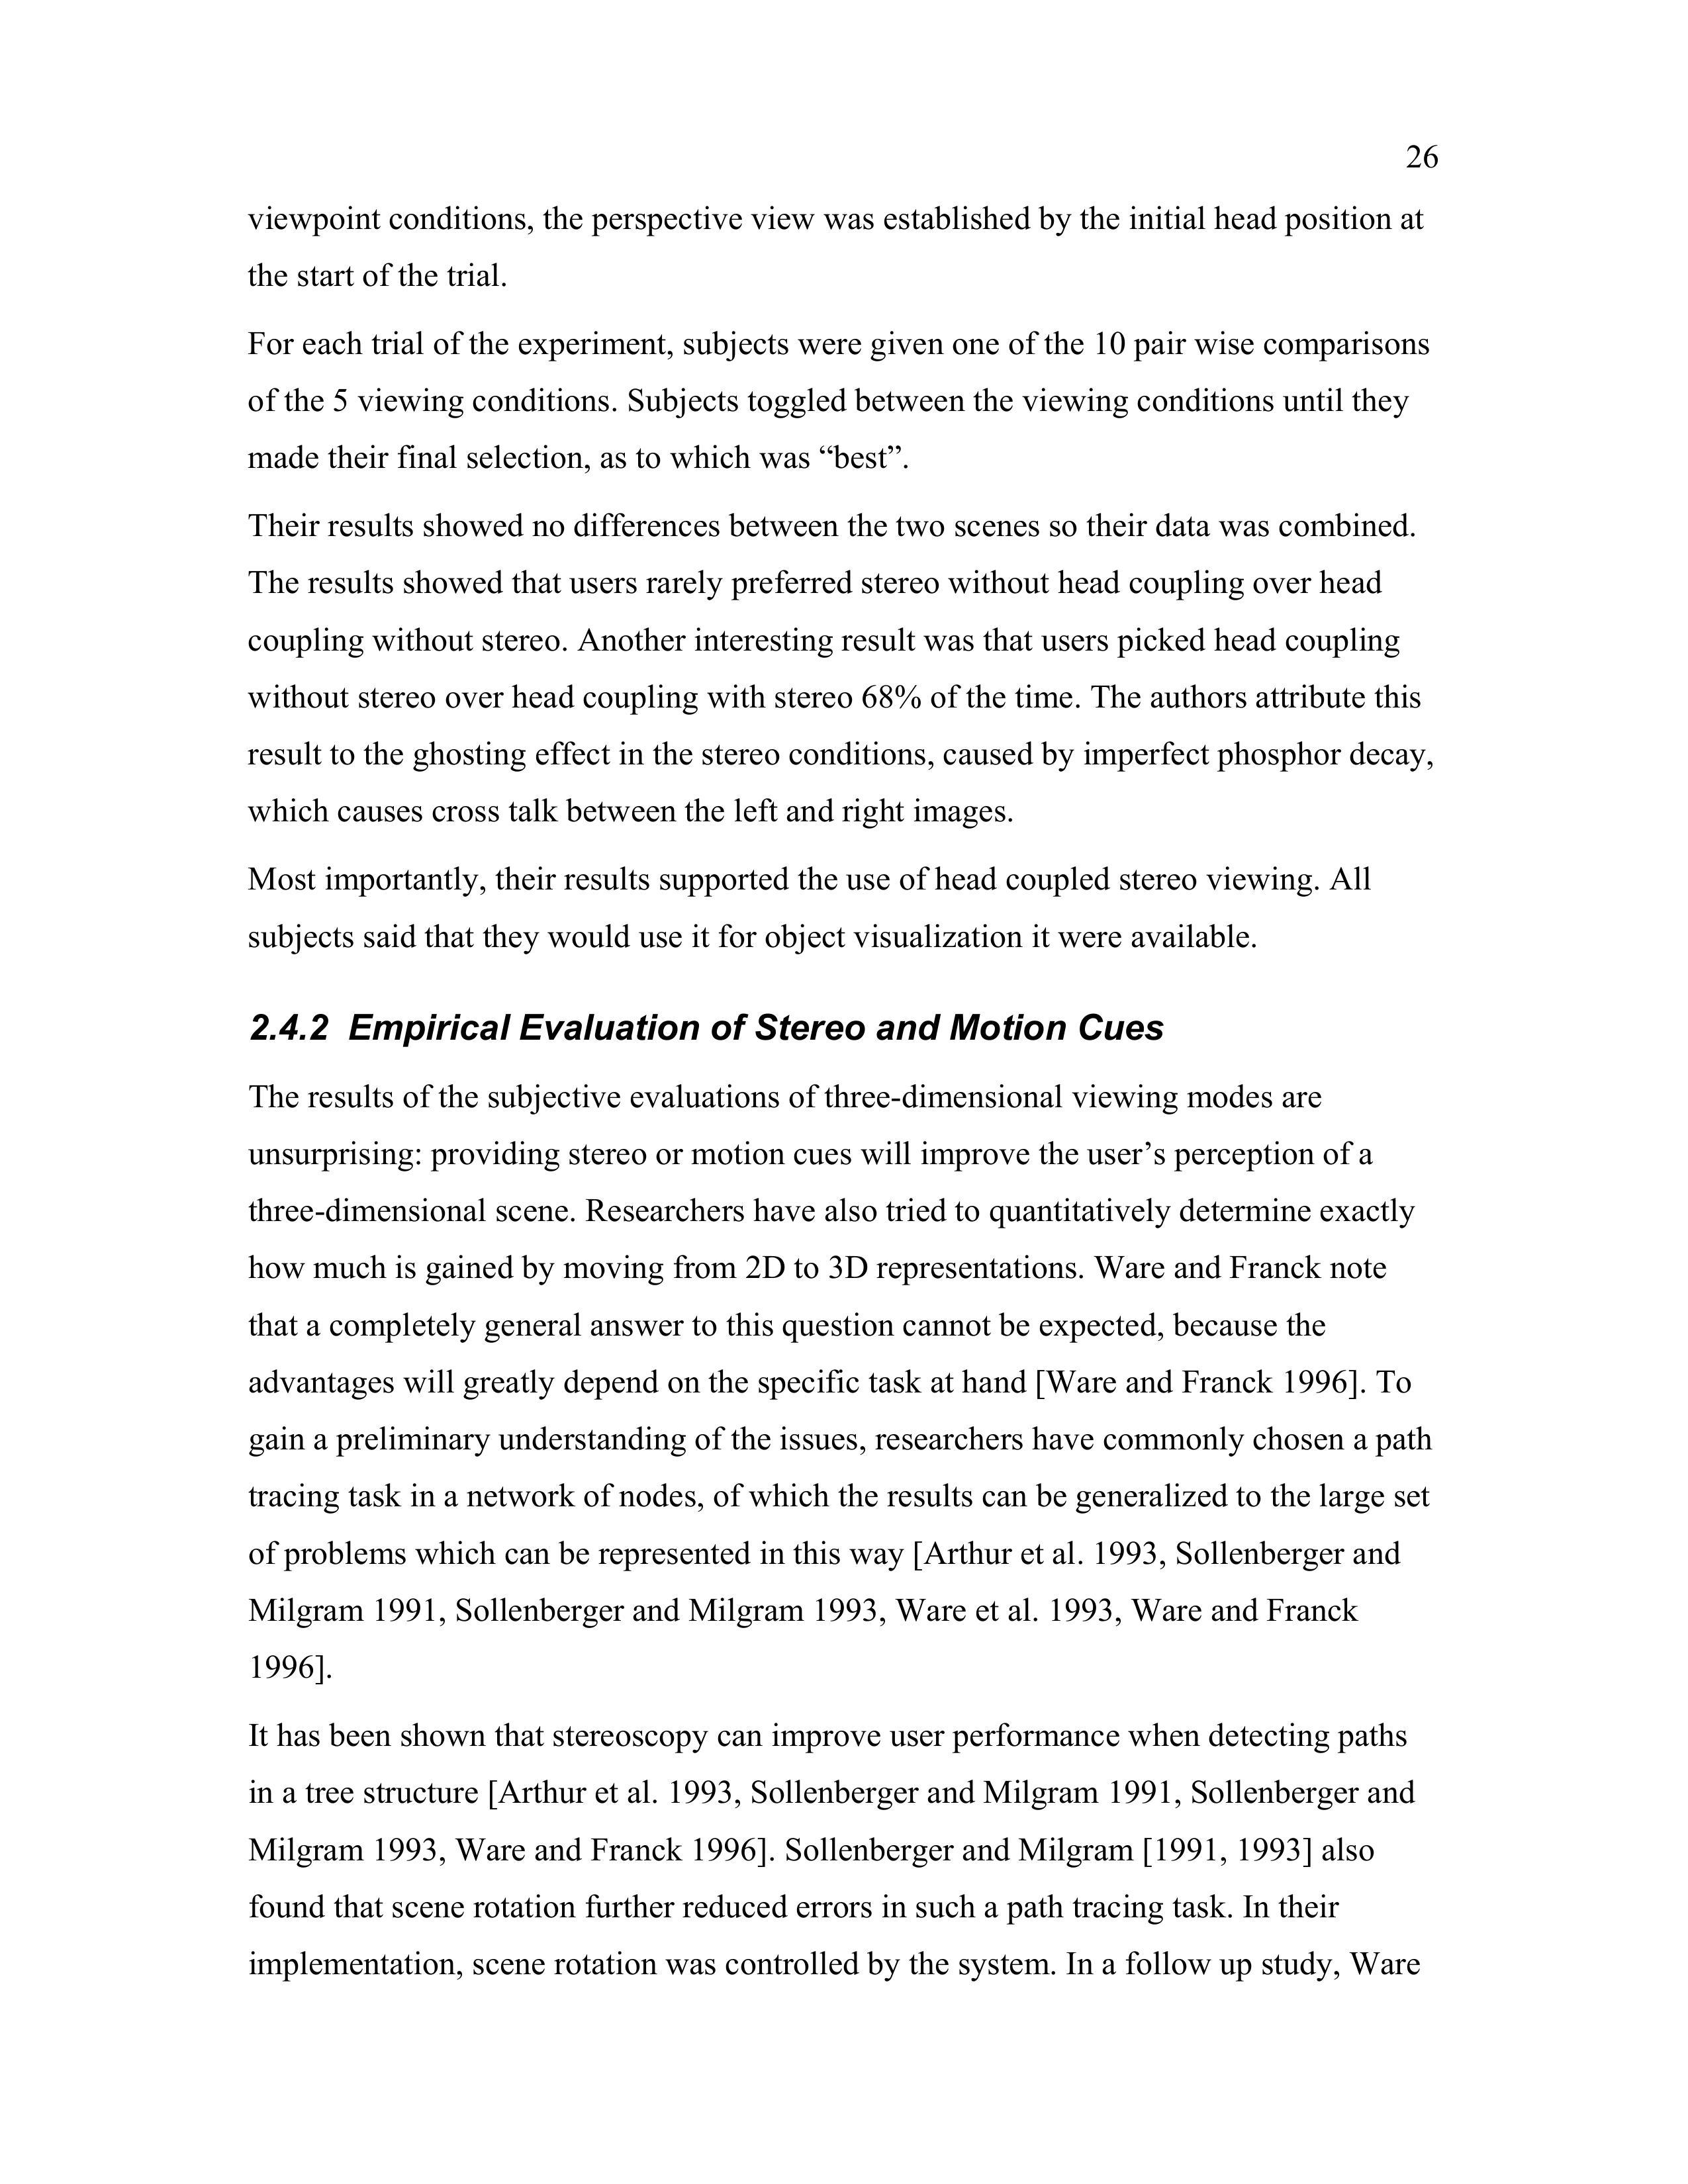 26
viewpoint conditions, the perspective view was established by the initial head position at
the start of the trial.
For each trial of the experiment, subjects were given one of the 10 pair wise comparisons
of the 5 viewing conditions. Subjects toggled between the viewing conditions until they
made their final selection, as to which was “best”.
Their results showed no differences between the two scenes so their data was combined.
The results showed that users rarely preferred stereo without head coupling over head
coupling without stereo. Another interesting result was that users picked head coupling
without stereo over head coupling with stereo 68% of the time. The authors attribute this
result to the ghosting effect in the stereo conditions, caused by imperfect phosphor decay,
which causes cross talk between the left and right images.
Most importantly, their results supported the use of head coupled stereo viewing. All
subjects said that they would use it for object visualization it were available.
2.4.2 Empirical Evaluation of Stereo and Motion Cues
The results of the subjective evaluations of three-dimensional viewing modes are
unsurprising: providing stereo or motion cues will improve the user’s perception of a
three-dimensional scene. Researchers have also tried to quantitatively determine exactly
how much is gained by moving from 2D to 3D representations. Ware and Franck note
that a completely general answer to this question cannot be expected, because the
advantages will greatly depend on the specific task at hand [Ware and Franck 1996]. To
gain a preliminary understanding of the issues, researchers have commonly chosen a path
tracing task in a network of nodes, of which the results can be generalized to the large set
of problems which can be represented in this way [Arthur et al. 1993, Sollenberger and
Milgram 1991, Sollenberger and Milgram 1993, Ware et al. 1993, Ware and Franck
1996].
It has been shown that stereoscopy can improve user performance when detecting paths
in a tree structure [Arthur et al. 1993, Sollenberger and Milgram 1991, Sollenberger and
Milgram 1993, Ware and Franck 1996]. Sollenberger and Milgram [1991, 1993] also
found that scene rotation further reduced errors in such a path tracing task. In their
implementation, scene rotation was controlled by the system. In a follow up study, Ware